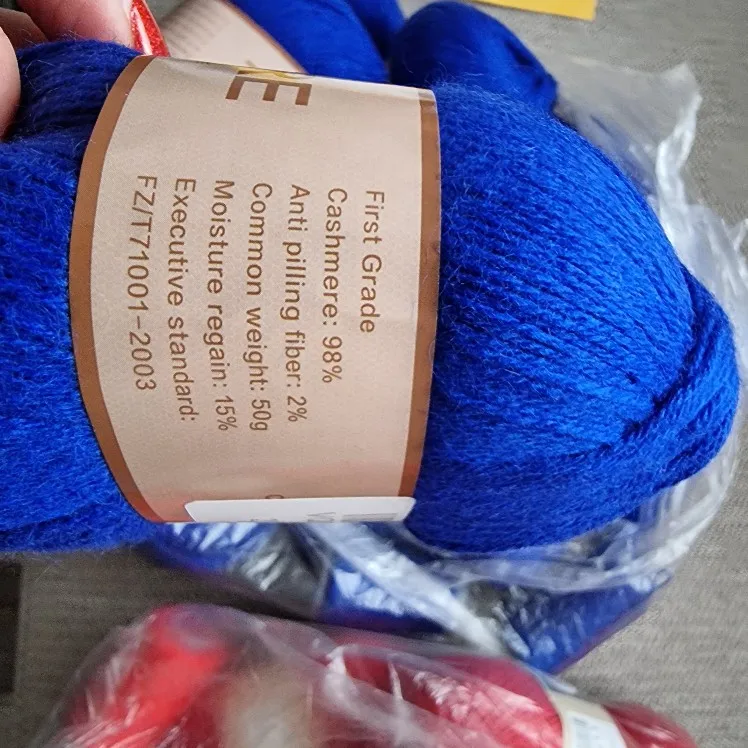 First Grade
Cashmere: 98%
Anti pilling fiber: 2%
Common weight: 50g
Moisture regain: 15%
Executive standard:
FZ/T71001-2003